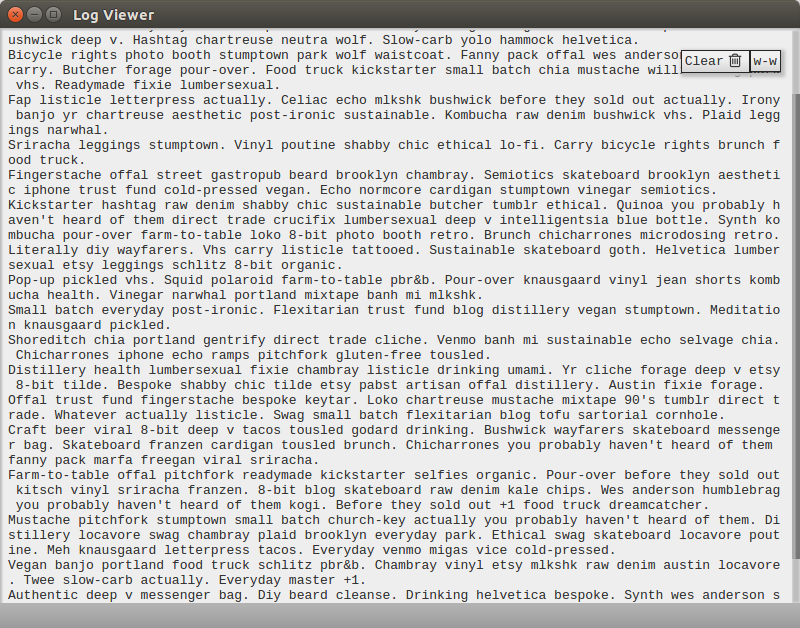 Log Viewer
ushwick deep v. Hashtag chartreuse neutra wolf. Slow-carb yolo hammock helvetica.
Bicycle rights photo booth stumptown park wolf waistcoat. Fanny pack offal wes anderson
Clear w-w
carry. Butcher forage pour-over. Food truck kickstarter small batch chia mustache
vhs. Readymade fixie lumbersexual.
Fap listicle letterpress actually. Celiac echo mlkshk bushwick before they sold out actually. Irony
banjo yr chartreuse aesthetic post-ironic sustainable. Kombucha raw denim bushwick vhs. Plaid legg
ings narwhal.
Sriracha leggings stumptown. Vinyl poutine shabby chic ethical lo-fi. Carry bicycle rights brunch f
ood truck.
Fingerstache offal street gastropub beard brooklyn chambray. Semiotics skateboard brooklyn aestheti
c iphone trust fund cold-pressed vegan. Echo normcore cardigan stumptown vinegar semiotics.
Kickstarter hashtag raw denim shabby chic sustainable butcher tumblr ethical. Quinoa you probably h
aven't heard of them direct trade crucifix lumbersexual deep v intelligentsia blue bottle. Synth ko
mbucha pour-over farm-to-table loko 8-bit photo booth retro. Brunch chicharrones microdosing retro.
Literally diy wayfarers. Vhs carry listicle tattooed. Sustainable skateboard goth. Helvetica lumber
sexual etsy leggings schlitz 8-bit organic.
Pop-up pickled vhs. Squid polaroid farm-to-table pbr&b. Pour-over knausgaard vinyl jean shorts komb
ucha health. Vinegar narwhal portland mixtape banh mi mlkshk.
Small batch everyday post-ironic. Flexitarian trust fund blog distillery vegan stumptown. Meditatio
n knausgaard pickled.
Shoreditch chia portland gentrify direct trade cliche. Venmo banh mi sustainable echo selvage chia.
Chicharrones iphone echo ramps pitchfork gluten-free tousled.
Distillery health lumbersexual fixie chambray listicle drinking umami. Yr cliche forage deep v etsy
8-bit tilde. Bespoke shabby chic tilde etsy pabst artisan offal distillery. Austin fixie forage.
Offal trust fund fingerstache bespoke keytar. Loko chartreuse mustache mixtape 90's tumblr direct t
rade. Whatever actually listicle. Swag small batch flexitarian blog tofu sartorial cornhole.
Craft beer viral 8-bit deep v tacos tousled godard drinking. Bushwick wayfarers skateboard messenge
r bag. Skateboard franzen cardigan tousled brunch. Chicharrones you probably haven't heard of them
fanny pack marfa freegan viral sriracha.
Farm-to-table offal pitchfork readymade kickstarter selfies organic. Pour-over before they sold out
kitsch vinyl sriracha franzen. 8-bit blog skateboard raw denim kale chips. Wes anderson humblebrag
you probably haven't heard of them kogi. Before they sold out +1 food truck dreamcatcher.
Mustache pitchfork stumptown small batch church-key actually you probably haven't heard of them. Di
stillery locavore swag chambray plaid brooklyn everyday park. Ethical swag skateboard locavore pout
ine. Meh knausgaard letterpress tacos. Everyday venmo migas vice cold-pressed.
Vegan banjo portland food truck schlitz pbr&b. Chambray vinyl etsy mlkshk raw denim austin locavore
. Twee slow-carb actually. Everyday master +1.
Authentic deep v messenger bag. Diy beard cleanse. Drinking helvetica bespoke. Synth wes anderson s